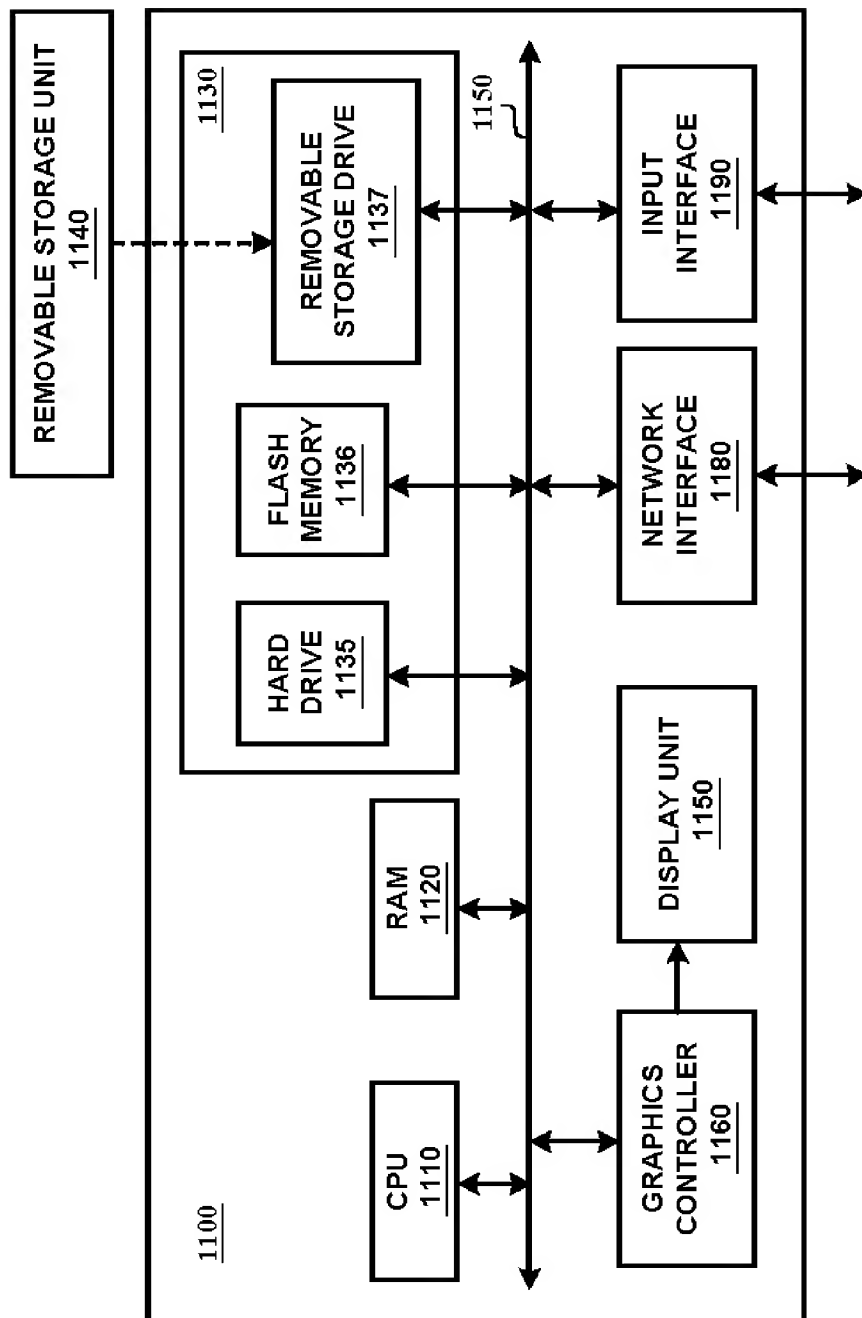 REMOVABLE STORAGE UNIT
1140
1130
REMOVABLE
STORAGE DRIVE
1137
FLASH
MEMORY
1136
HARD
DRIVE
1135
RAM
1120
CPU
1110
1100
1150
INPUT
INTERFACE
1190
NETWORK
INTERFACE
1180
DISPLAY UNIT
1150
GRAPHICS
CONTROLLER
1160